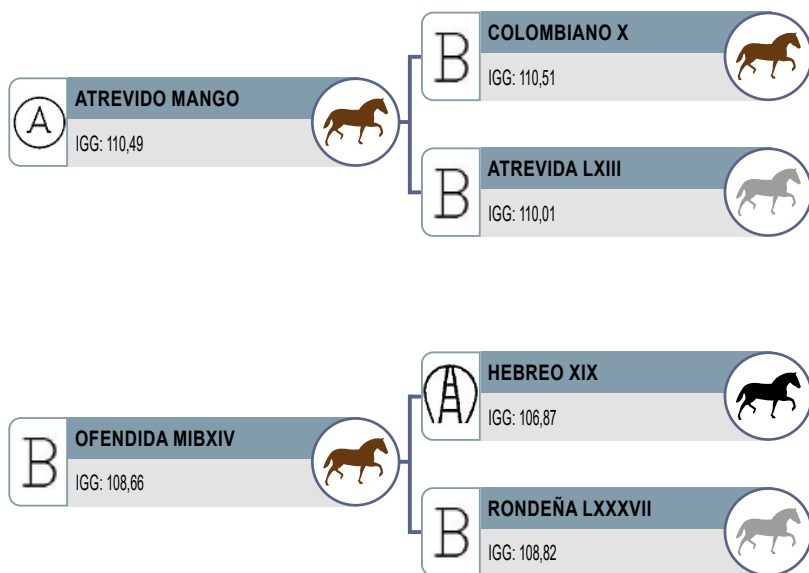 B
COLOMBIANO X
IGG: 110,51
A
ATREVIDO MANGO
IGG: 110,49
B
ATREVIDA LXIII
IGG: 110,01
A
HEBREO XIX
IGG: 106,87
B
OFENDIDA MIBXIV
IGG: 108,66
B
RONDEÑA LXXXVII
IGG: 108,82